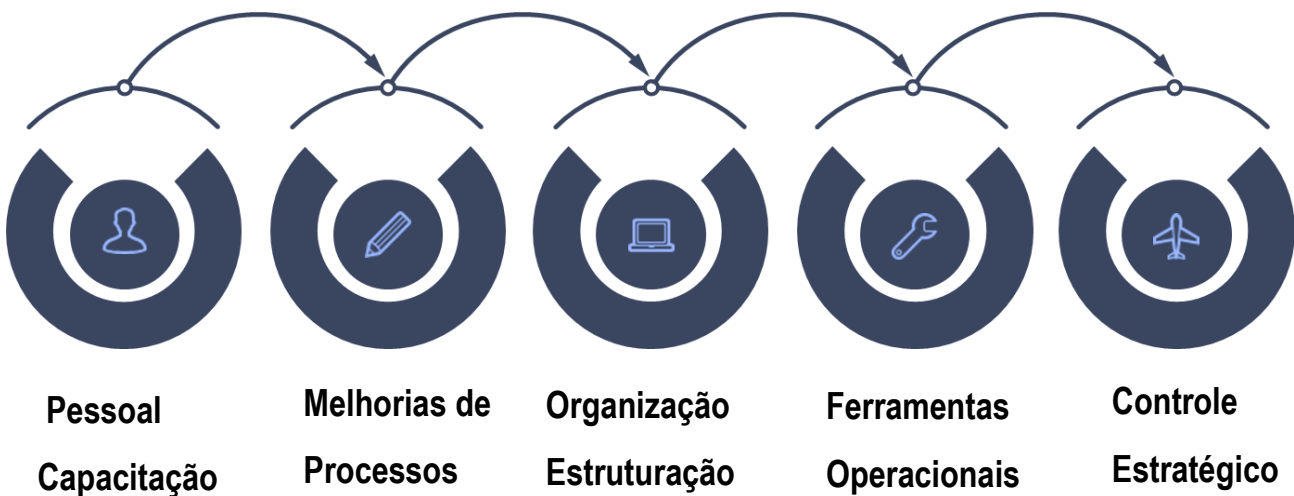 Pessoal
Capacitação
Melhorias de
Processos
Organização
Estruturação
Ferramentas
Operacionais
Controle
Estratégico